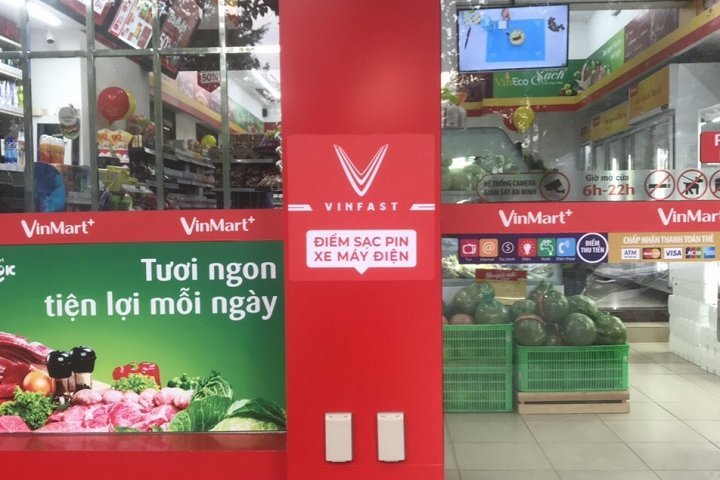 50%
VinEco Sạch
VINFAST
ĐIỂM SẠC PIN
XE MÁY ĐIỆN
VinMart+
VinMart+
VinMart+
VinMart+
Tươi ngon
tiện lợi mỗi ngày
HỆ THỐNG CAMERA
GIÁM SÁT AN NINH
Giờ mở cửa
6h-22h
ĐIỂM
THU TIỀN
CHẤP NHẬN THANH TOÁN THẺ
ATM
VISA
JCB